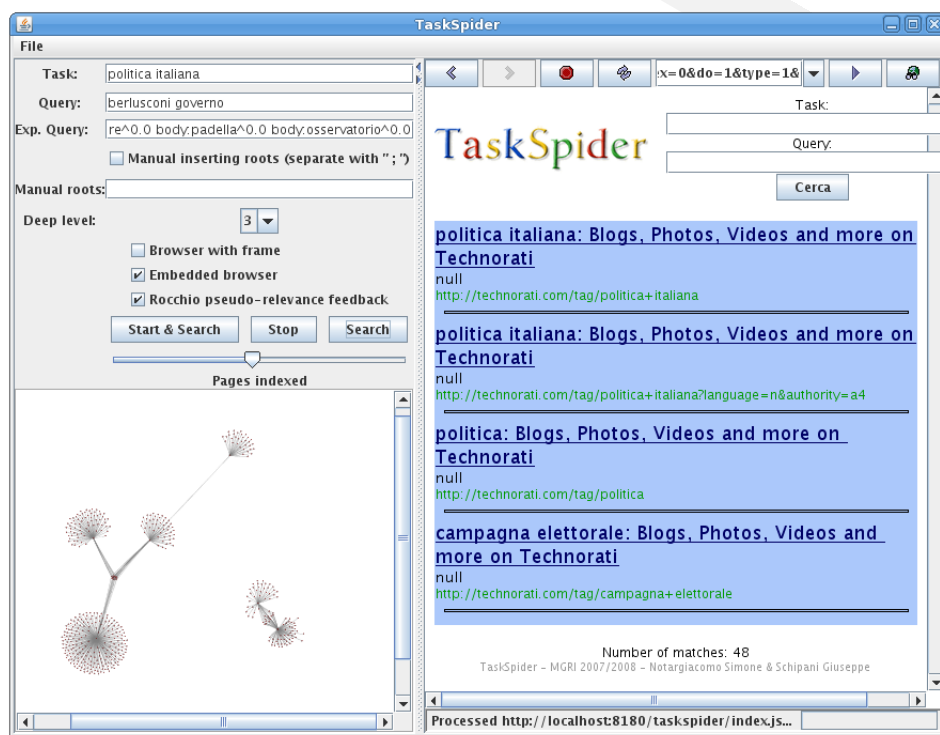 TaskSpider
File
Task: politica italiana
Query: berlusconi governo
Exp. Query: re^0.0 body:padella^0.0 body:osservatorio^0.0
Manual inserting roots (separate with ";")
Manual roots:
Deep level: 3
Browser with frame
Embedded browser
Rocchio pseudo-relevance feedback
Start & Search Stop Search
Pages indexed
x=0&do=1&type=1&
TaskSpider
Task:
Query:
Cerca
politica italiana: Blogs, Photos, Videos and more on
Technorati
null
http://technorati.com/tag/politica+italiana
politica italiana: Blogs, Photos, Videos and more on
Technorati
null
http://technorati.com/tag/politica+italiana?language=n&authority=a4
politica: Blogs, Photos, Videos and more on
Technorati
null
http://technorati.com/tag/politica
campagna elettorale: Blogs, Photos, Videos and
more on Technorati
null
http://technorati.com/tag/campagna+elettorale
Number of matches: 48
TaskSpider – MGRI 2007/2008 – Notargiacomo Simone & Schipani Giuseppe
Processed http://localhost:8180/taskspider/index.js...